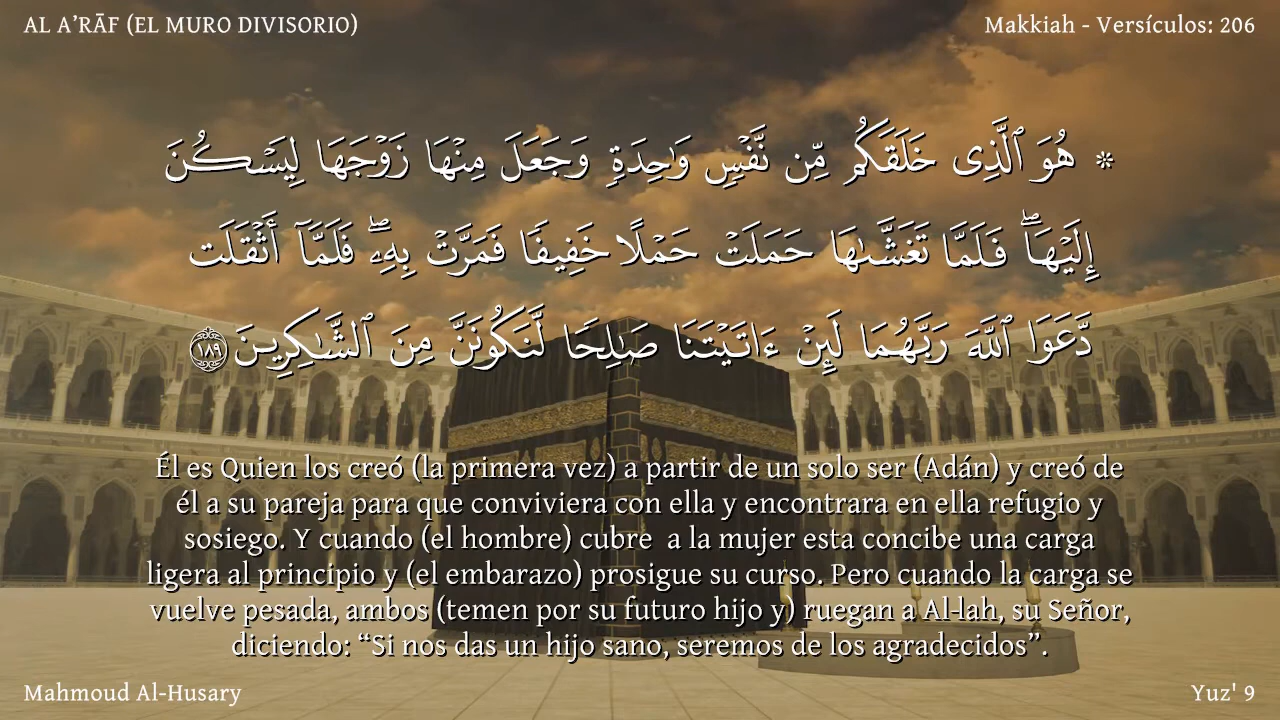 AL A’RĀF (EL MURO DIVISORIO)
Makkiah - Versículos: 206
۞ هُوَ ٱلَّذِى خَلَقَكُم مِّن نَّفْسٍ وَٰحِدَةٍ وَجَعَلَ مِنْهَا زَوْجَهَا لِيَسْكُنَ
إِلَيْهَا ۖ فَلَمَّا تَغَشَّىٰهَا حَمَلَتْ حَمْلًا خَفِيفًا فَمَرَّتْ بِهِۦ ۖ فَلَمَّآ أَثْقَلَت
دَّعَوَا ٱللَّهَ رَبَّهُمَا لَئِنْ ءَاتَيْتَنَا صَٰلِحًا لَّنَكُونَنَّ مِنَ ٱلشَّٰكِرِينَ ١٨٩
Él es Quien los creó (la primera vez) a partir de un solo ser (Adán) y creó de
él a su pareja para que conviviera con ella y encontrara en ella refugio y
sosiego. Y cuando (el hombre) cubre  a la mujer esta concibe una carga
ligera al principio y (el embarazo) prosigue su curso. Pero cuando la carga se
vuelve pesada, ambos (temen por su futuro hijo y) ruegan a Al-lah, su Señor,
diciendo: “Si nos das un hijo sano, seremos de los agradecidos”.
Mahmoud Al-Husary
Yuz' 9